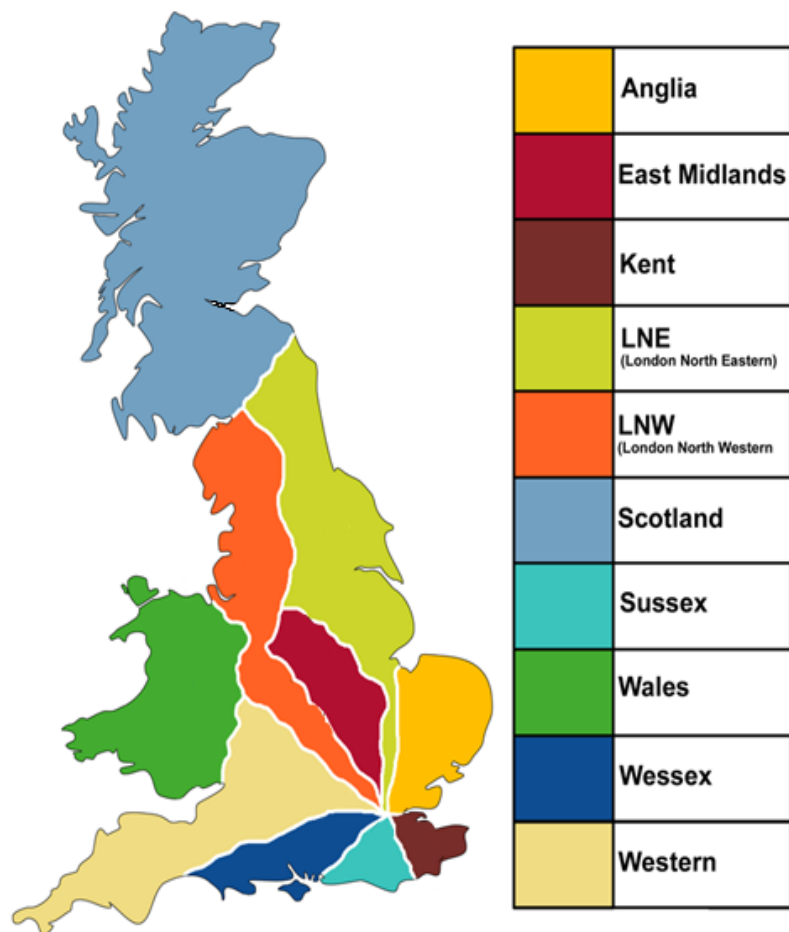 Anglia
East Midlands
Kent
LNE
(London North Eastern)
LNW
(London North Western
Scotland
Sussex
Wales
Wessex
Western